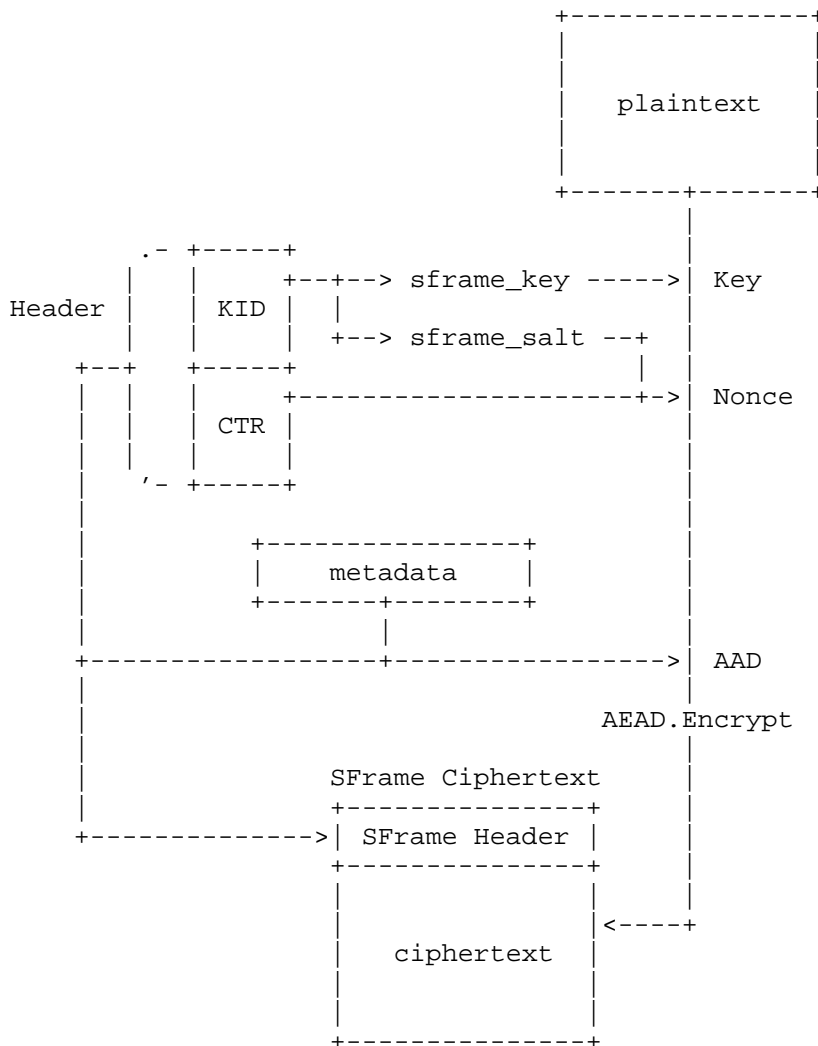 plaintext
sframe_key Key
Header KID
sframe_salt
Nonce
CTR
metadata
AAD
AEAD.Encrypt
SFrame Ciphertext
SFrame Header
ciphertext